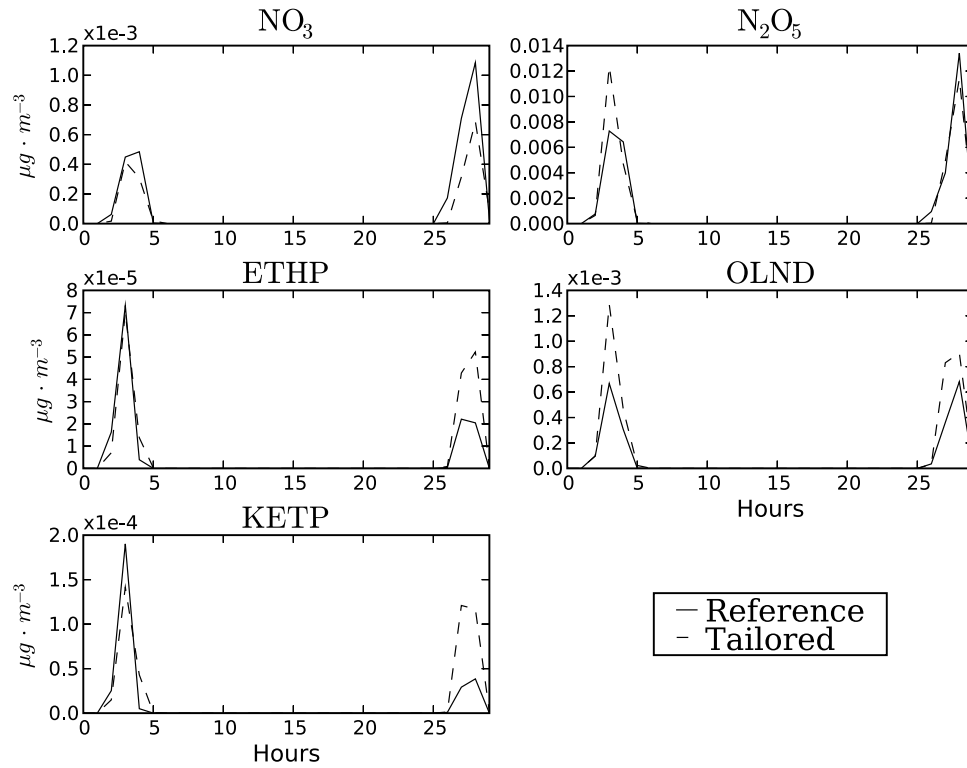 NO3
x1e-3
1.2
1.0
0.8
0.6
0.4
0.2
0.0
μg · m−3
0 5 10 15 20 25
N2O5
0.014
0.012
0.010
0.008
0.006
0.004
0.002
0.000
0 5 10 15 20 25
ETHP
x1e-5
8
7
6
5
4
3
2
1
0
μg · m−3
0 5 10 15 20 25
OLND
x1e-3
1.4
1.2
1.0
0.8
0.6
0.4
0.2
0.0
0 5 10 15 20 25
Hours
KETP
x1e-4
2.0
1.5
1.0
0.5
0.0
μg · m−3
0 5 10 15 20 25
Hours
Reference
Tailored